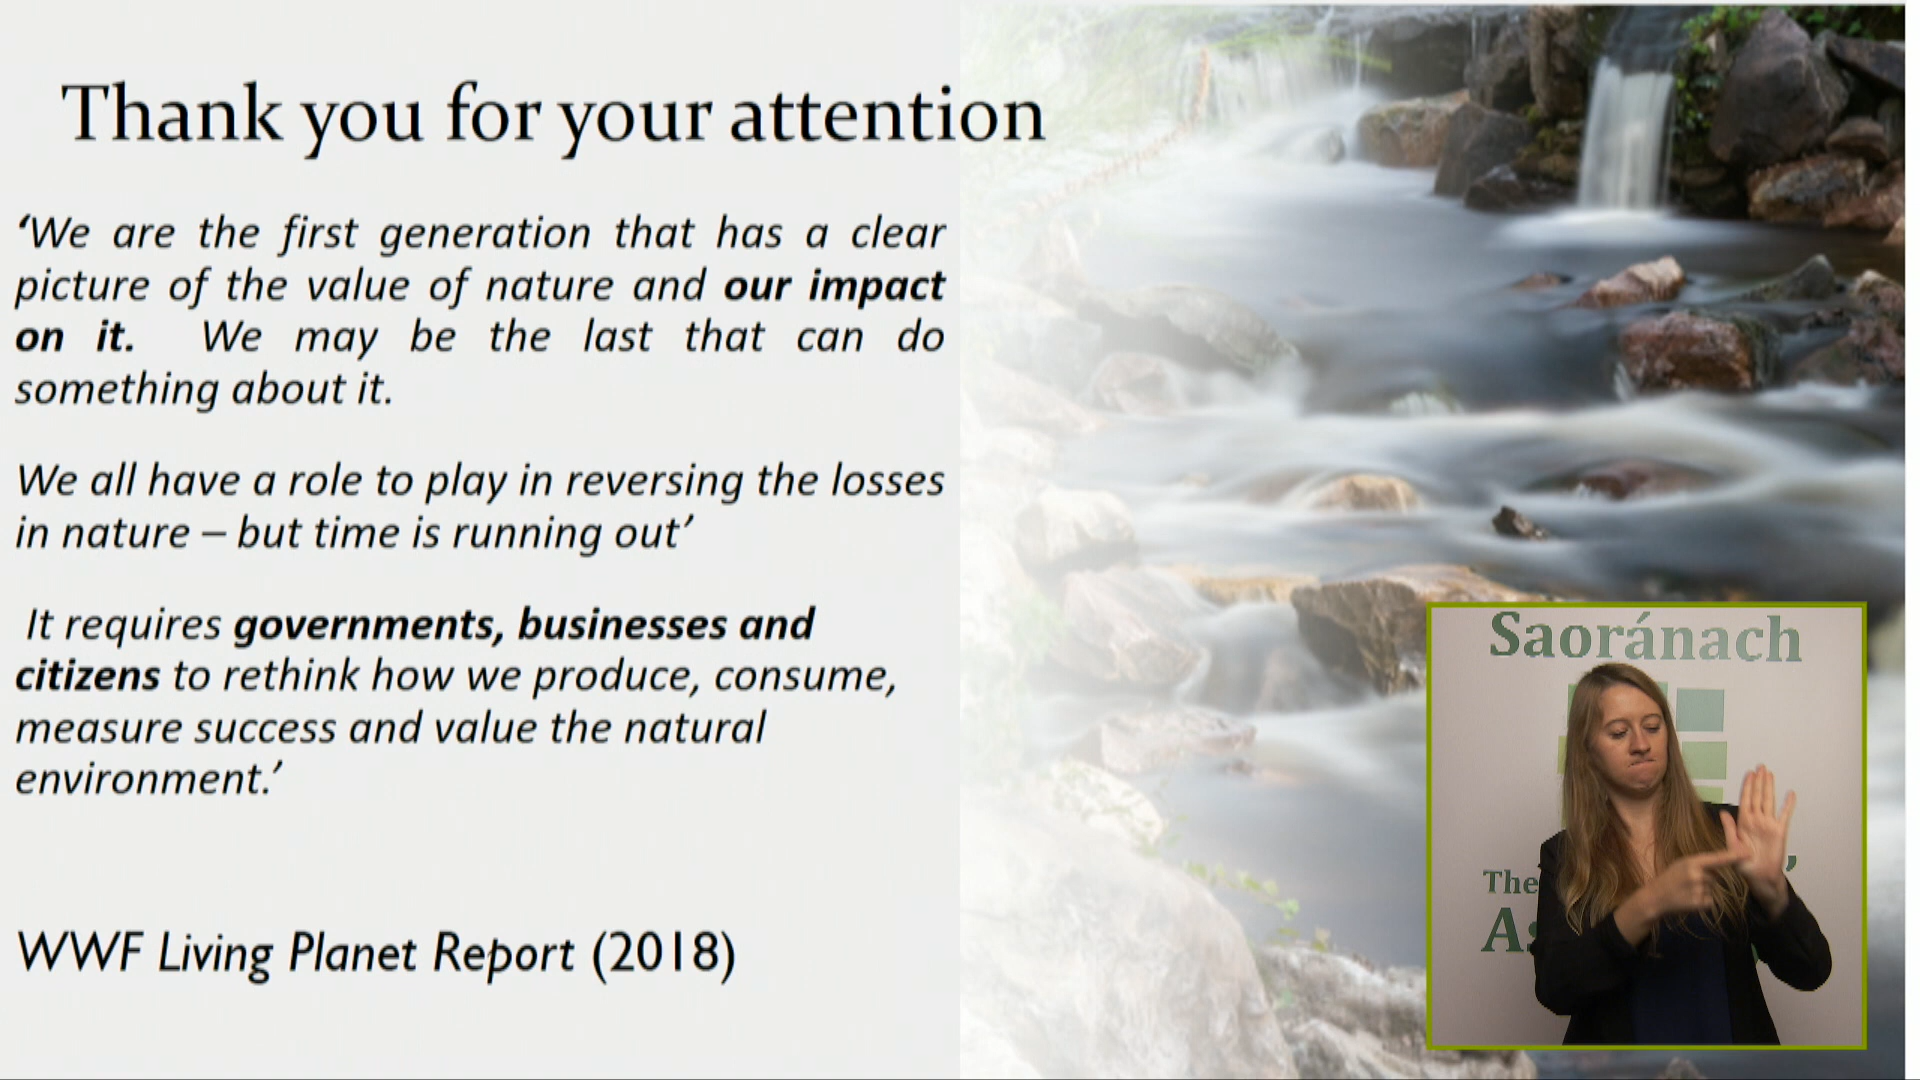 Thank you for your attention
‘We are the first generation that has a clear
picture of the value of nature and our impact
on it. We may be the last that can do
something about it.
We all have a role to play in reversing the losses
in nature – but time is running out’
It requires governments, businesses and
citizens to rethink how we produce, consume,
measure success and value the natural
environment.’
WWF Living Planet Report (2018)
Saoránach
The